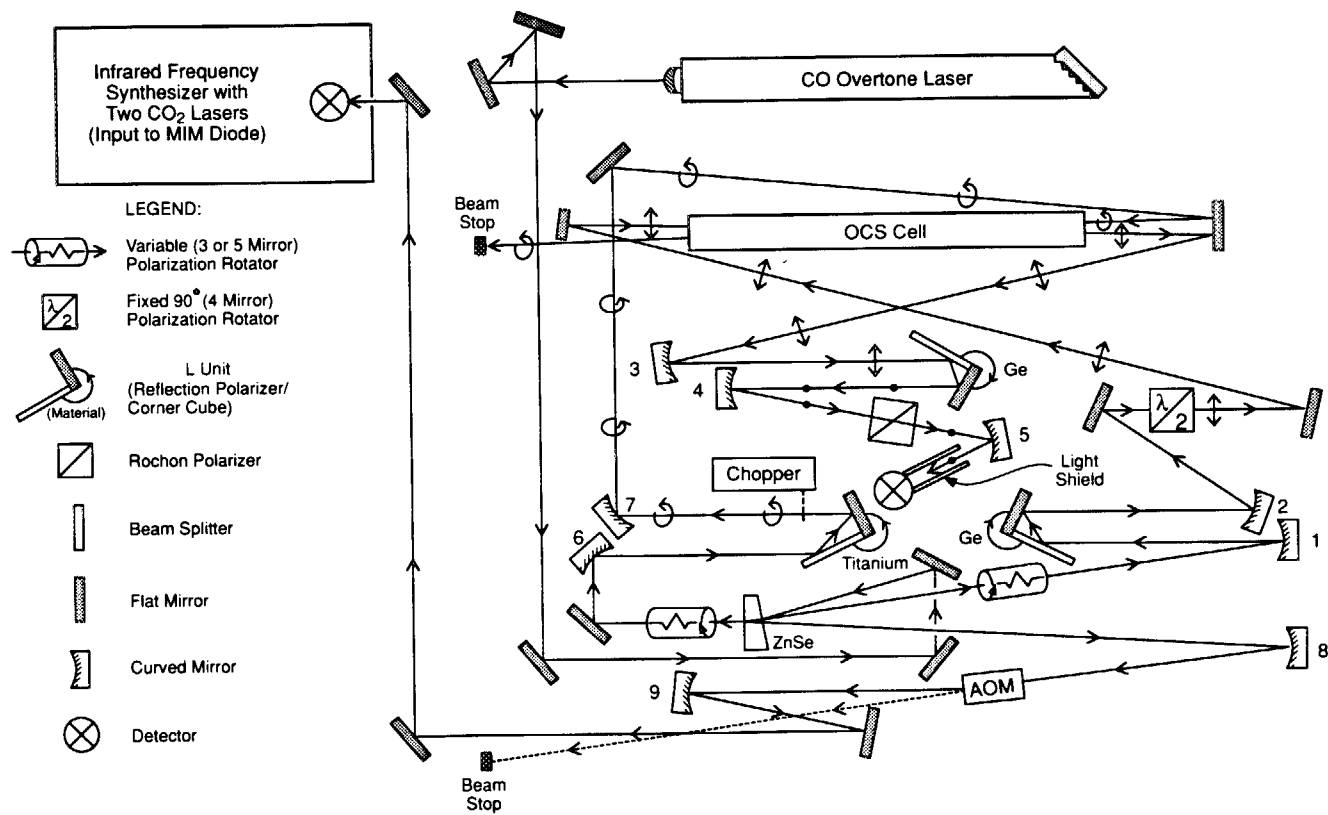 Infrared Frequency
Synthesizer with
Two CO2 Lasers
(Input to MIM Diode)
CO Overtone Laser
LEGEND:
Variable (3 or 5 Mirror)
Polarization Rotator
λ
2
Fixed 90° (4 Mirror)
Polarization Rotator
(Material)
L Unit
(Reflection Polarizer/
Corner Cube)
Rochon Polarizer
Beam Splitter
Flat Mirror
Curved Mirror
Detector
Beam
Stop
OCS Cell
3
4
Ge
5
λ
2
Light
Shield
Chopper
7
6
Titanium
Ge
2
1
ZnSe
8
9
AOM
Beam
Stop